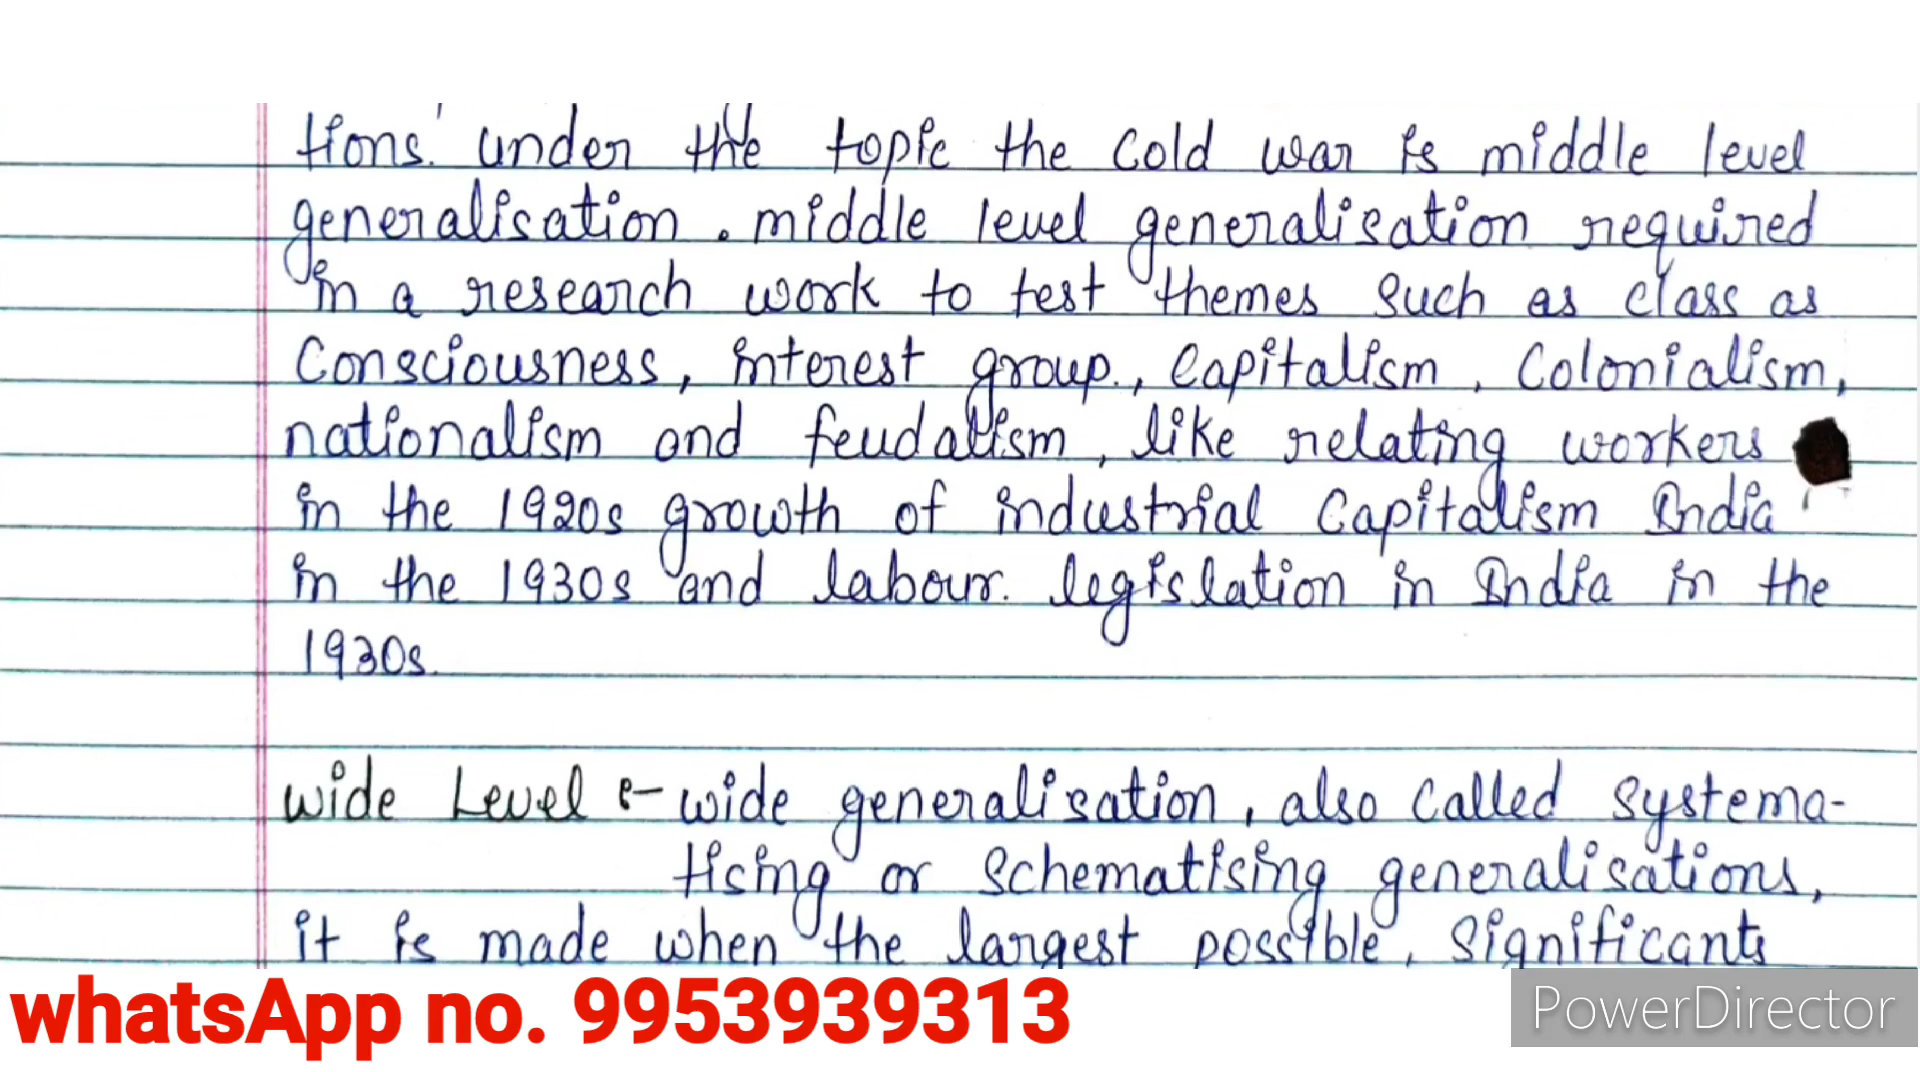 tions. under the topic the cold war is middle level
generalisation. middle level generalisation required
in a research work to test themes such as class as
Consciousness, interest group., Capitalism, Colonialism,
nationalism and feudalism, like relating workers
in the 1920s growth of industrial Capitalism India
in the 1930s and labour. legislation in India in the
1930s.
wide Level :- wide generalisation, also called systema-
tising or Schematising generalisations,
it is made when the largest possible, Significants
whatsApp no. 9953939313
PowerDirector